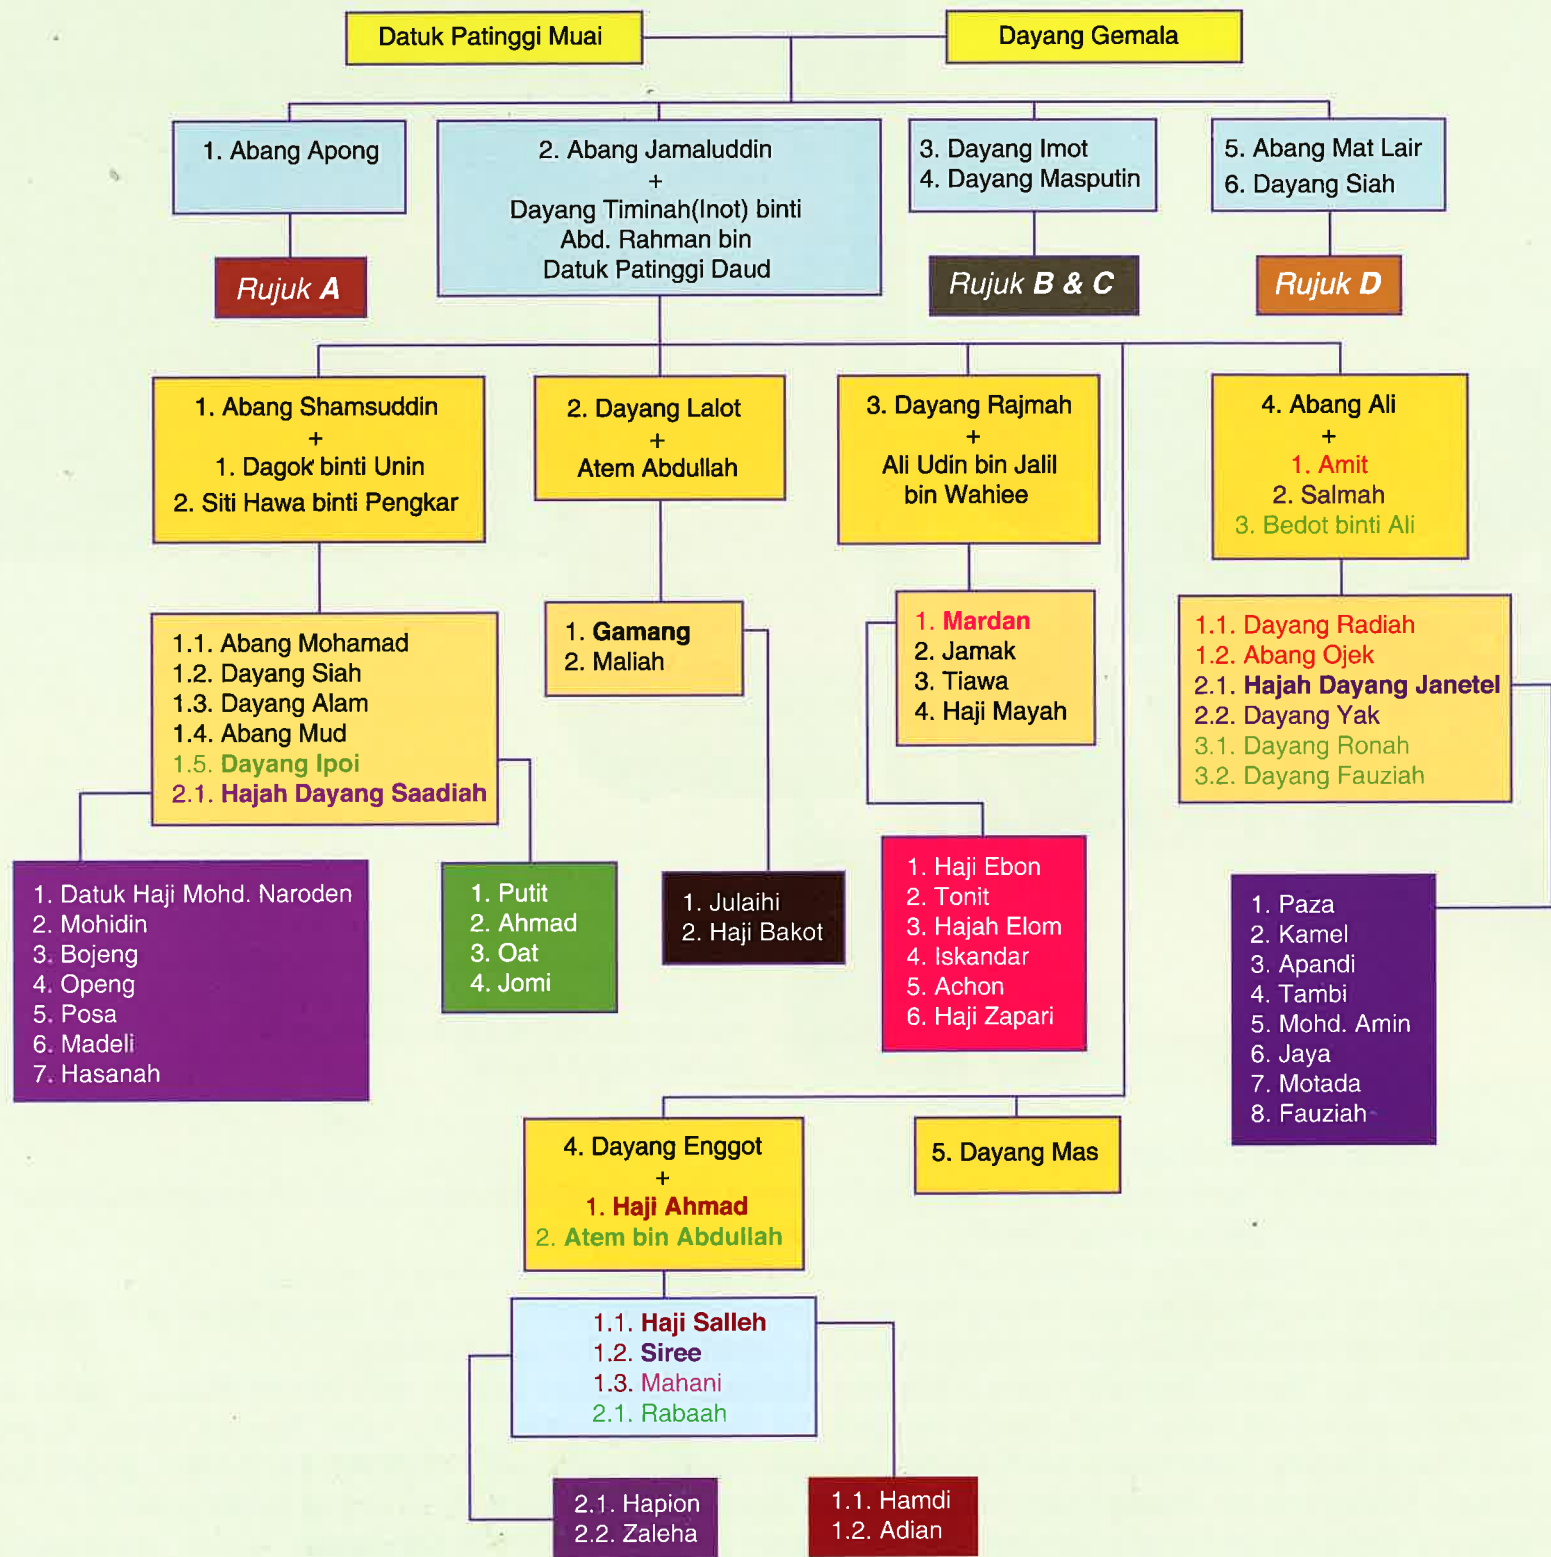 Datuk Patinggi Muai
Dayang Gemala
1. Abang Apong
2. Abang Jamaluddin
+
Dayang Timinah(Inot) binti
Abd. Rahman bin
Datuk Patinggi Daud
3. Dayang Imot
4. Dayang Masputin
5. Abang Mat Lair
6. Dayang Siah
Rujuk A
Rujuk B & C
Rujuk D
1. Abang Shamsuddin
+
1. Dagok binti Unin
2. Siti Hawa binti Pengkar
2. Dayang Lalot
+
Atem Abdullah
3. Dayang Rajmah
+
Ali Udin bin Jalil
bin Wahiee
4. Abang Ali
+
1. Amit
2. Salmah
3. Bedot binti Ali
1.1. Abang Mohamad
1.2. Dayang Siah
1.3. Dayang Alam
1.4. Abang Mud
1.5. Dayang Ipoi
2.1. Hajah Dayang Saadiah
1. Gamang
2. Maliah
1. Mardan
2. Jamak
3. Tiawa
4. Haji Mayah
1.1. Dayang Radiah
1.2. Abang Ojek
2.1. Hajah Dayang Janetel
2.2. Dayang Yak
3.1. Dayang Ronah
3.2. Dayang Fauziah
1. Datuk Haji Mohd. Naroden
2. Mohidin
3. Bojeng
4. Openg
5. Posa
6. Madeli
7. Hasanah
1. Putit
2. Ahmad
3. Oat
4. Jomi
1. Julaihi
2. Haji Bakot
1. Haji Ebon
2. Tonit
3. Hajah Elom
4. Iskandar
5. Achon
6. Haji Zapari
1. Paza
2. Kamel
3. Apandi
4. Tambi
5. Mohd. Amin
6. Jaya
7. Motada
8. Fauziah
4. Dayang Enggot
+
1. Haji Ahmad
2. Atem bin Abdullah
5. Dayang Mas
1.1. Haji Salleh
1.2. Siree
1.3. Mahani
2.1. Rabaah
2.1. Hapion
2.2. Zaleha
1.1. Hamdi
1.2. Adian